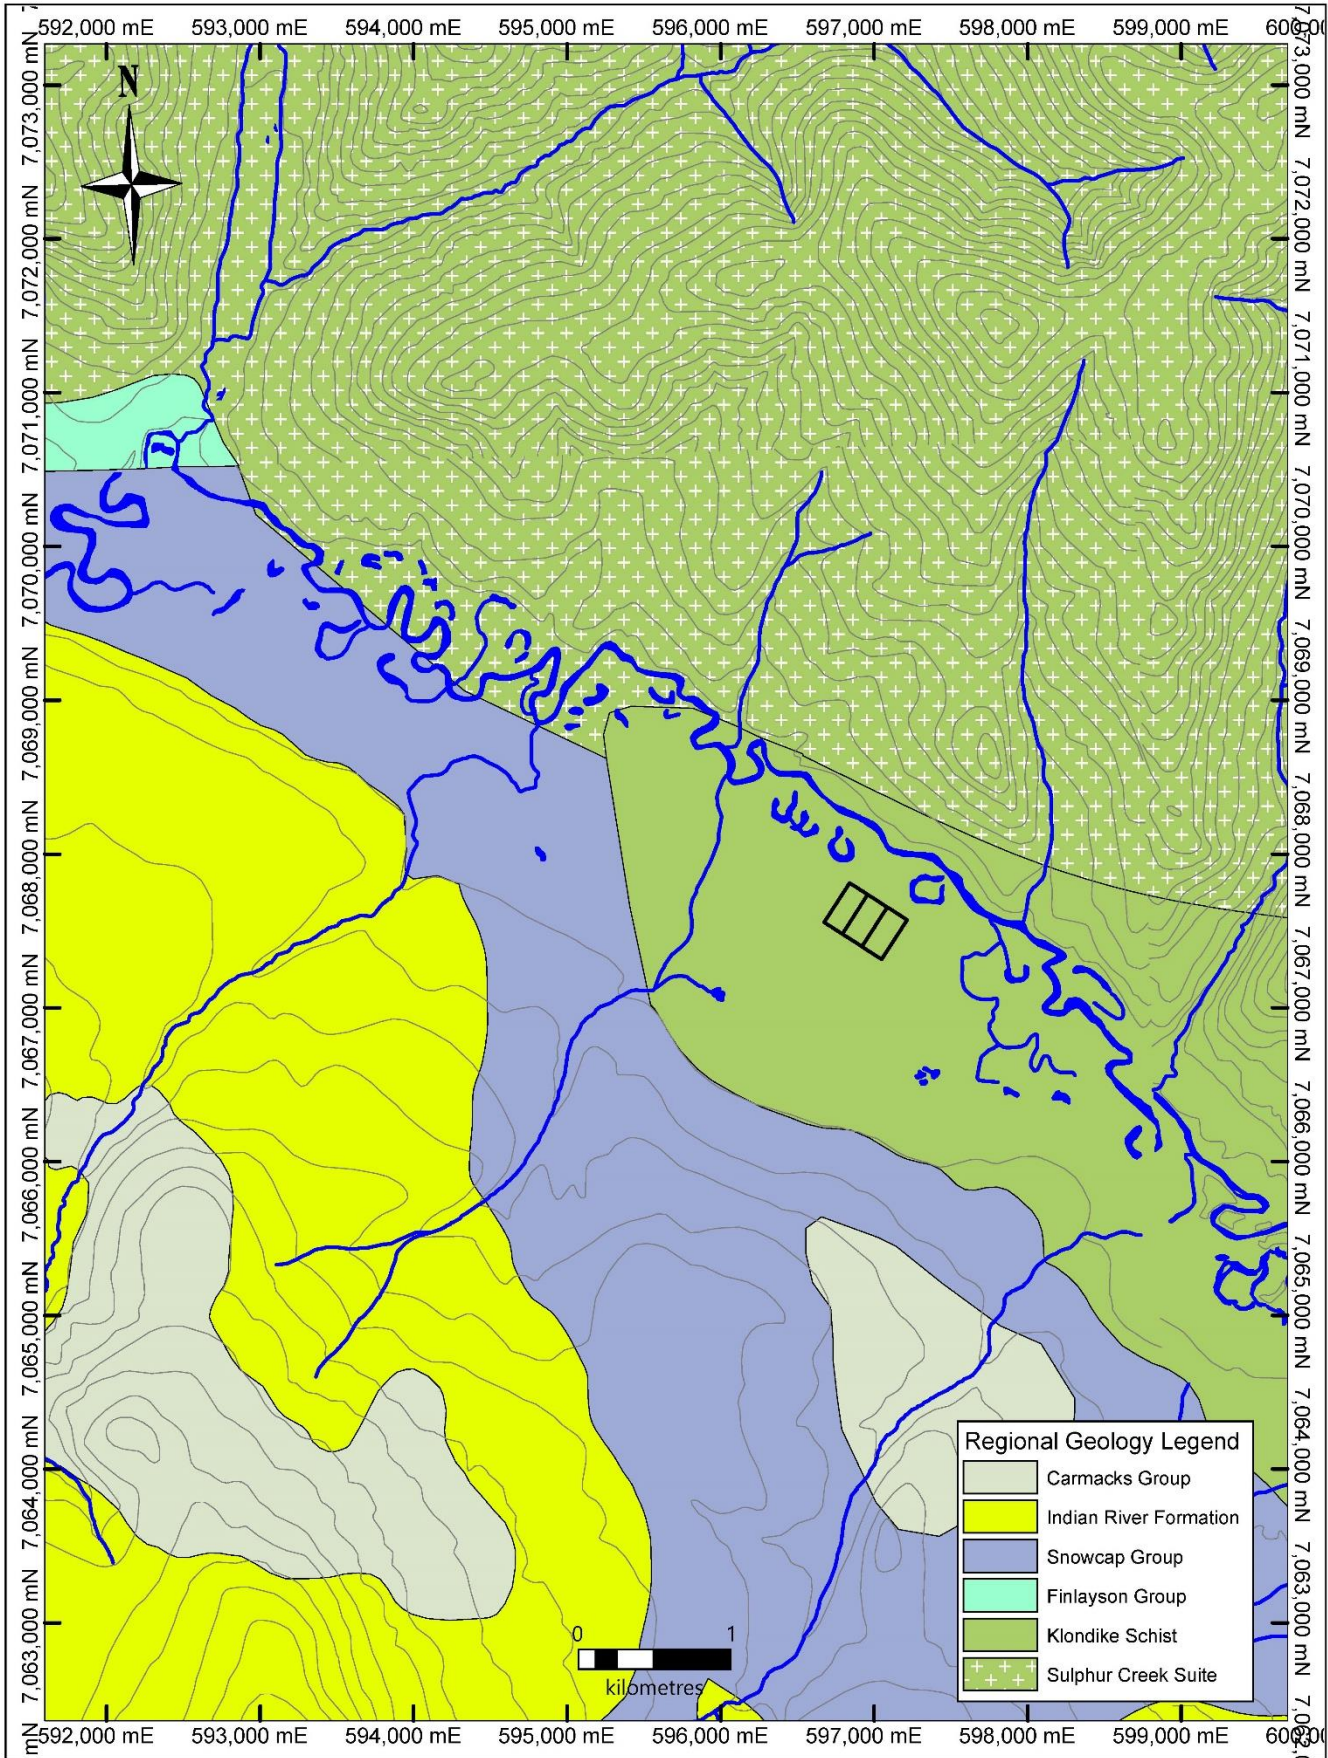 592,000 mE 593,000 mE 594,000 mE 595,000 mE 596,000 mE 597,000 mE 598,000 mE 599,000 mE
N
7,073,000 mN
7,072,000 mN
7,071,000 mN
7,070,000 mN
7,069,000 mN
7,068,000 mN
7,067,000 mN
7,066,000 mN
7,065,000 mN
7,064,000 mN
7,063,000 mN
mN
7,073,000 mN
7,072,000 mN
7,071,000 mN
7,070,000 mN
7,069,000 mN
7,068,000 mN
7,067,000 mN
7,066,000 mN
7,065,000 mN
7,064,000 mN
7,063,000 mN
Regional Geology Legend
Carmacks Group
Indian River Formation
Snowcap Group
Finlayson Group
Klondike Schist
Sulphur Creek Suite
0 1
kilometres
592,000 mE 593,000 mE 594,000 mE 595,000 mE 596,000 mE 597,000 mE 598,000 mE 599,000 mE